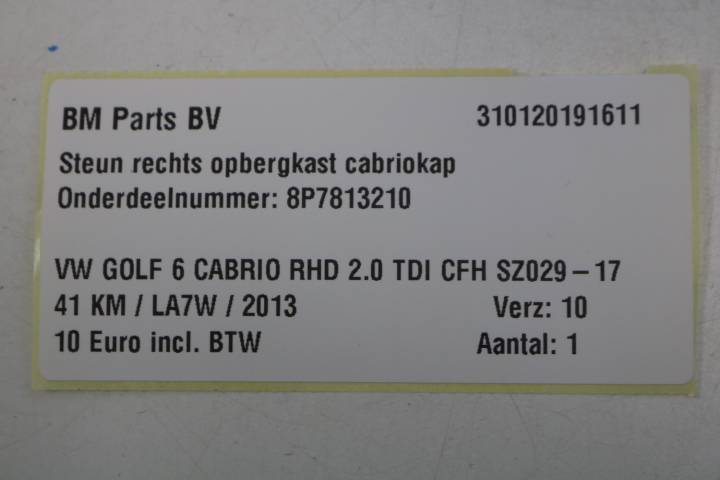 BM Parts BV 310120191611
Steun rechts opbergkast cabriokap
Onderdeelnummer: 8P7813210
VW GOLF 6 CABRIO RHD 2.0 TDI CFH SZ029-17
41 KM / LA7W / 2013 Verz: 10
10 Euro incl. BTW Aantal: 1